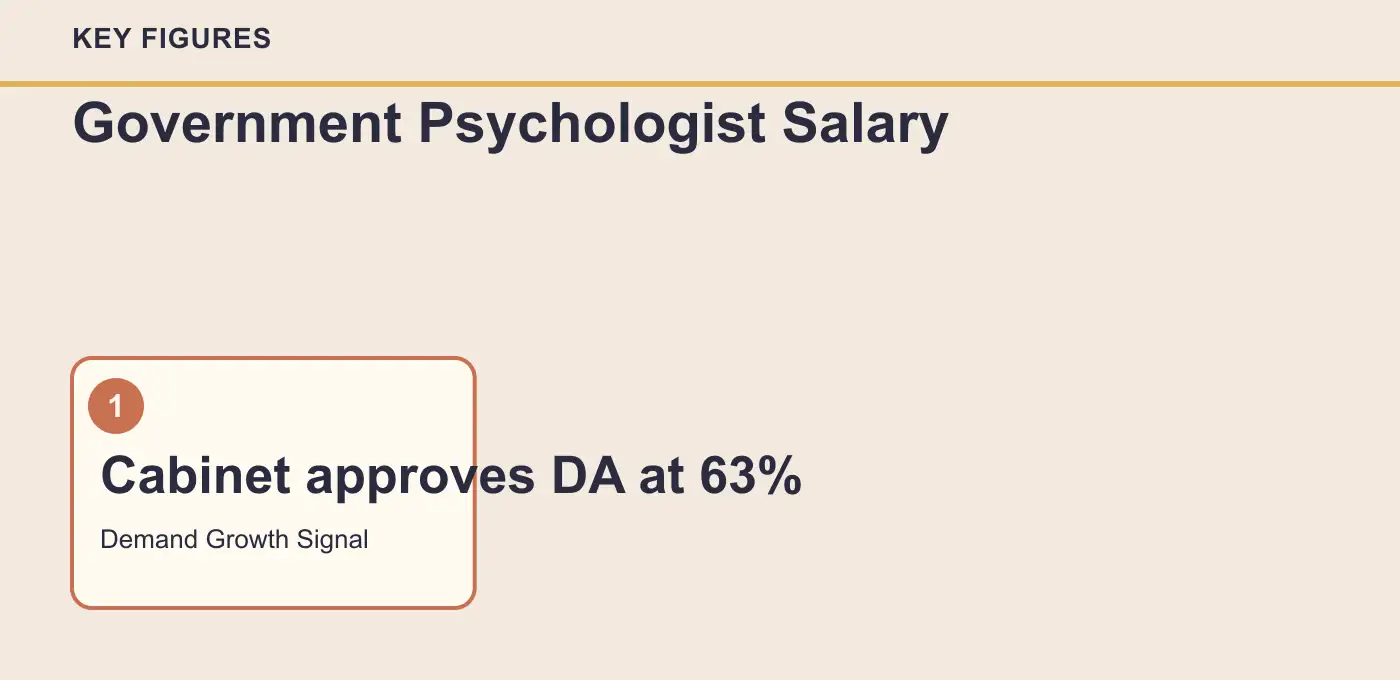 KEY FIGURES
Government Psychologist Salary
1
Cabinet approves DA at 63%
Demand Growth Signal